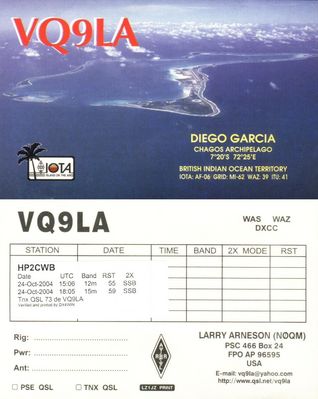 VQ9LA
DIEGO GARCIA
CHAGOS ARCHIPELAGO
7°20'S 72°25'E
BRITISH INDIAN OCEAN TERRITORY
IOTA: AF-06 GRID: MI-62 WAZ 39 ITU: 41
IOTA
VQ9LA
WAS WAZ
DXCC
STATION DATE TIME BAND 2X MODE RST
HP2CWB
Date UTC Band RST 2X
24-Oct-2004 15:06 12m 55 SSB
24-Oct-2004 18:05 15m 59 SSB
Tnx QSL 73 de VQ9LA
Rig:
Pwr:
Ant:
LARRY ARNESON (NØQM)
PSC 466 Box 24
FPO AP 96595
USA
E-mail: vq9la@yahoo.com
http://www.qsl.net/vq9la
PSE QSL TNX QSL
LZ1JZ PRINT